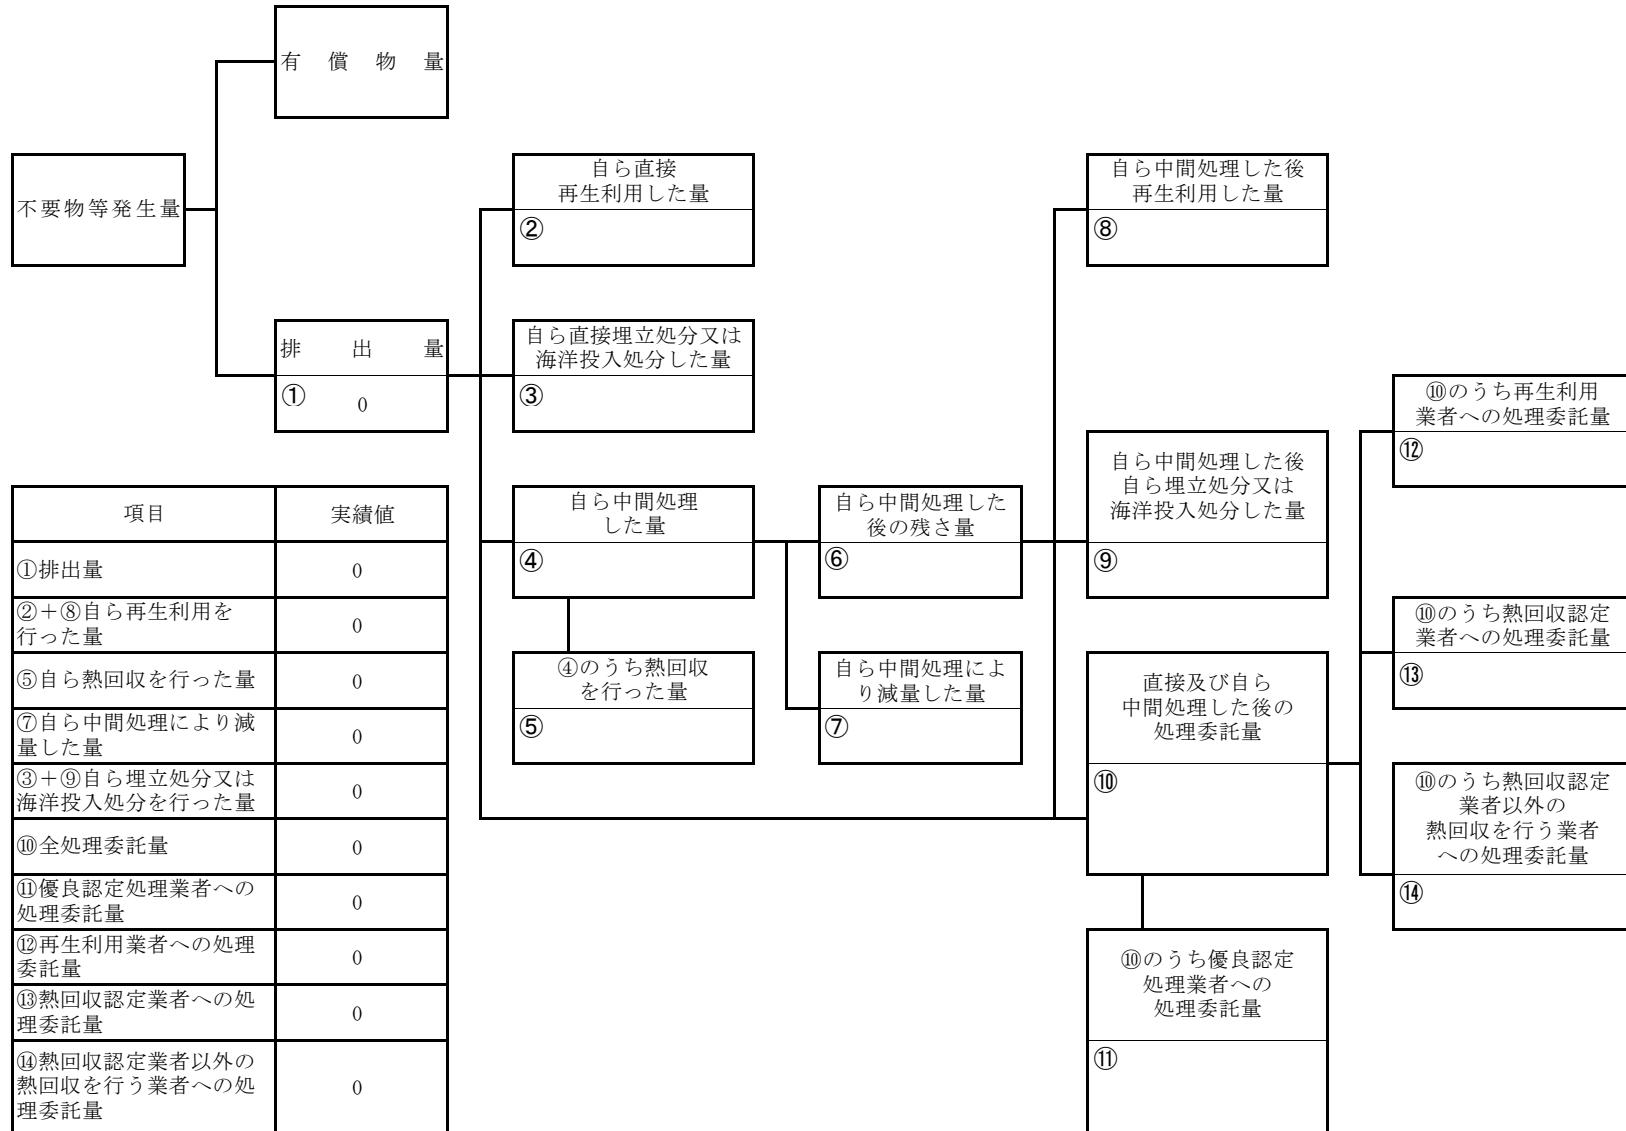 有償物量
不要物等発生量
自ら直接
再生利用した量
②
自ら中間処理した後
再生利用した量
⑧
排出量
①
0
自ら直接埋立処分又は
海洋投入処分した量
③
⑩のうち再生利用
業者への処理委託量
⑫
自ら中間処理
した量
④
自ら中間処理した
後の残さ量
⑥
自ら中間処理した後
自ら埋立処分又は
海洋投入処分した量
⑨
⑩のうち熱回収認定
業者への処理委託量
⑬
④のうち熱回収
を行った量
⑤
自ら中間処理によ
り減量した量
⑦
直接及び自ら
中間処理した後の
処理委託量
⑩
⑩のうち熱回収認定
業者以外の
熱回収を行う業者
への処理委託量
⑭
⑩のうち優良認定
処理業者への
処理委託量
⑪
項目 実績値
①排出量 0
②＋⑧自ら再生利用を
行った量 0
⑤自ら熱回収を行った量 0
⑦自ら中間処理により減
量した量 0
③＋⑨自ら埋立処分又は
海洋投入処分を行った量 0
⑩全処理委託量 0
⑪優良認定処理業者への
処理委託量 0
⑫再生利用業者への処理
委託量 0
⑬熱回収認定業者への処
理委託量 0
⑭熱回収認定業者以外の
熱回収を行う業者への処 0
理委託量